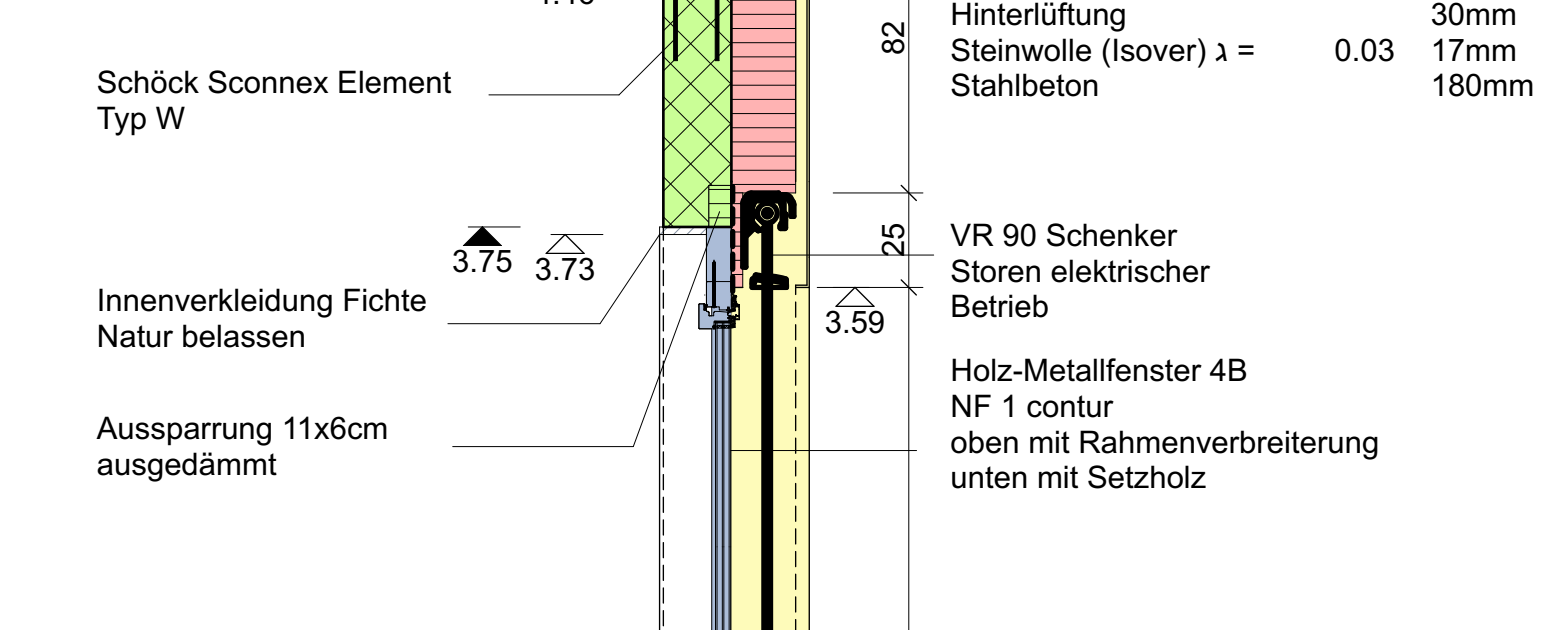 Hinterlüftung 30mm
Steinwolle (Isover) λ = 0.03 17mm
Stahlbeton 180mm
82
Schöck Sconnex Element
Typ W
3.75
3.73
25
VR 90 Schenker
Storen elektrischer
Betrieb
Innenverkleidung Fichte
Natur belassen
3.59
Holz-Metallfenster 4B
NF 1 contur
oben mit Rahmenverbreiterung
unten mit Setzholz
Aussparrung 11x6cm
ausgedämmt